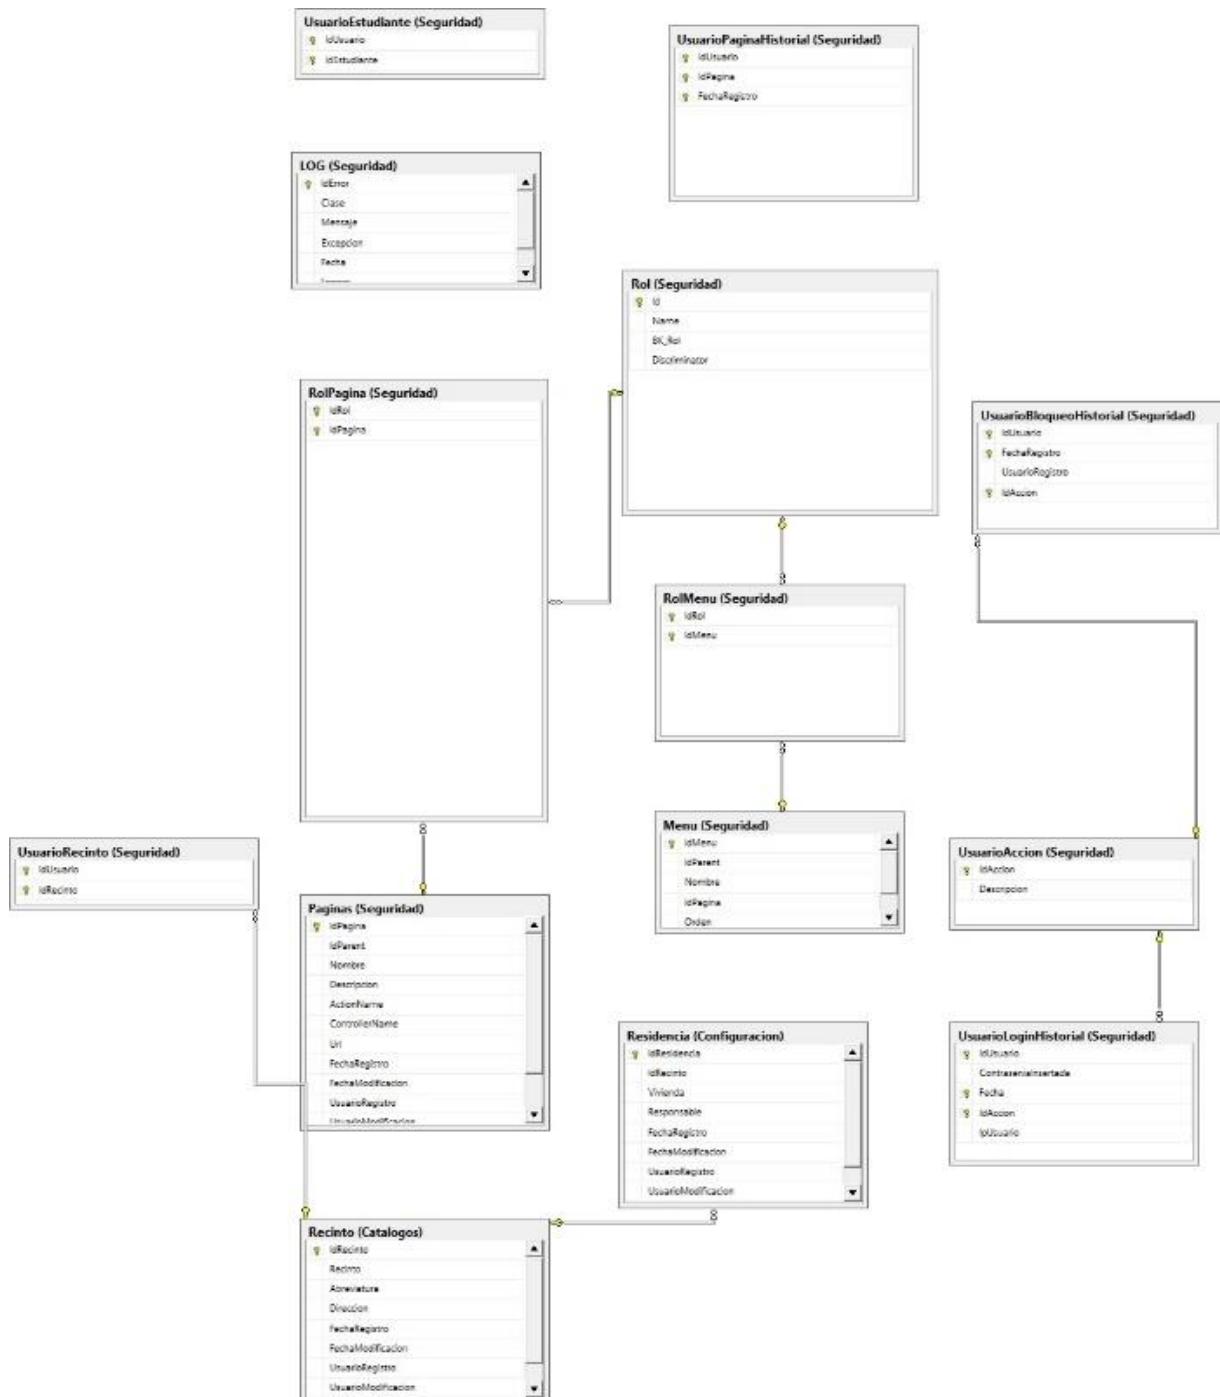 UsuarioEstudiante (Seguridad)
IdUsuario
IdEstudiante
UsuarioPaginaHistorial (Seguridad)
IdUsuario
IdPagina
FechaRegistro
LOG (Seguridad)
IdError
Clase
Mensaje
Excepcion
Fecha
Rol (Seguridad)
Id
Name
BK_Rol
Discriminator
RolPagina (Seguridad)
IdRol
IdPagina
UsuarioBloqueoHistorial (Seguridad)
IdUsuario
FechaRegistro
UsuarioRegistro
IdAccion
RolMenu (Seguridad)
IdRol
IdMenu
Menu (Seguridad)
IdMenu
IdParent
Nombre
IdPagina
Orden
UsuarioRecinto (Seguridad)
IdUsuario
IdRecinto
UsuarioAccion (Seguridad)
IdAccion
Descripcion
Paginas (Seguridad)
IdPagina
IdParent
Nombre
Descripcion
ActionName
ControllerName
Url
FechaRegistro
FechaModificacion
UsuarioRegistro
UsuarioModificacion
Residencia (Configuracion)
IdResidencia
IdRecinto
Vivienda
Responsable
FechaRegistro
FechaModificacion
UsuarioRegistro
UsuarioModificacion
UsuarioLoginHistorial (Seguridad)
IdUsuario
ContraseniaInsertada
Fecha
IdAccion
IpUsuario
Recinto (Catalogos)
IdRecinto
Recinto
Abreviatura
Direccion
FechaRegistro
FechaModificacion
UsuarioRegistro
UsuarioModificacion